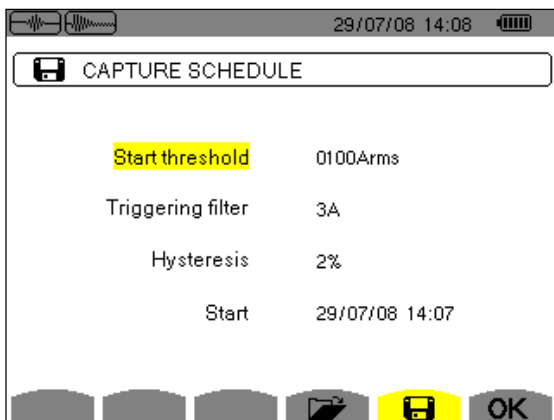 29/07/08 14:08
CAPTURE SCHEDULE
Start threshold 0100Arms
Triggering filter 3A
Hysteresis 2%
Start 29/07/08 14:07
OK